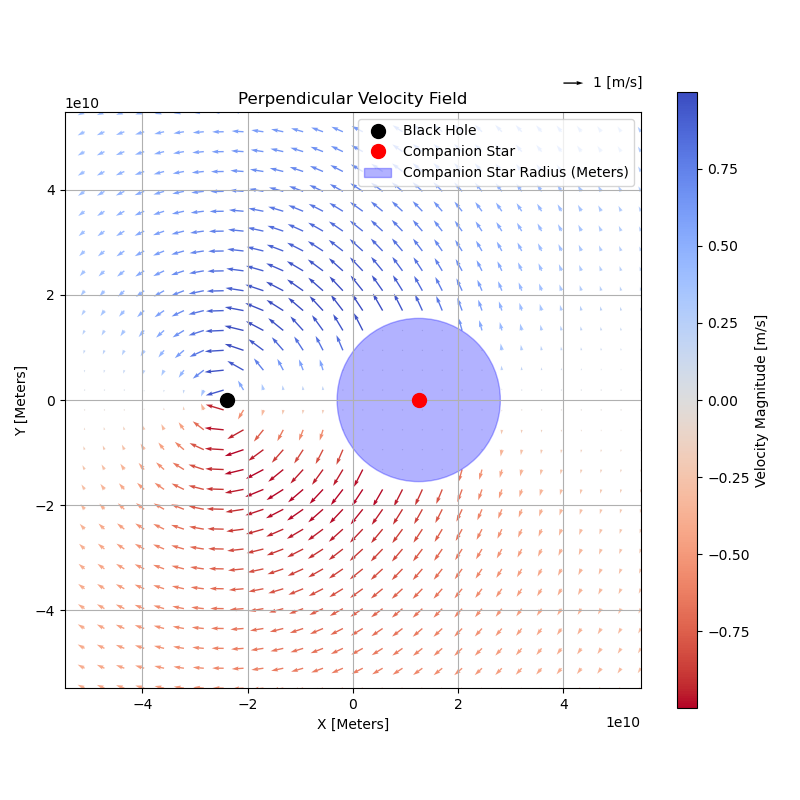 1 [m/s]
Perpendicular Velocity Field
1e10
Black Hole
Companion Star
Companion Star Radius (Meters)
4
2
0
−2
−4
Y [Meters]
−4
−2
0
2
4
X [Meters]
1e10
0.75
0.50
0.25
0.00
−0.25
−0.50
−0.75
Velocity Magnitude [m/s]